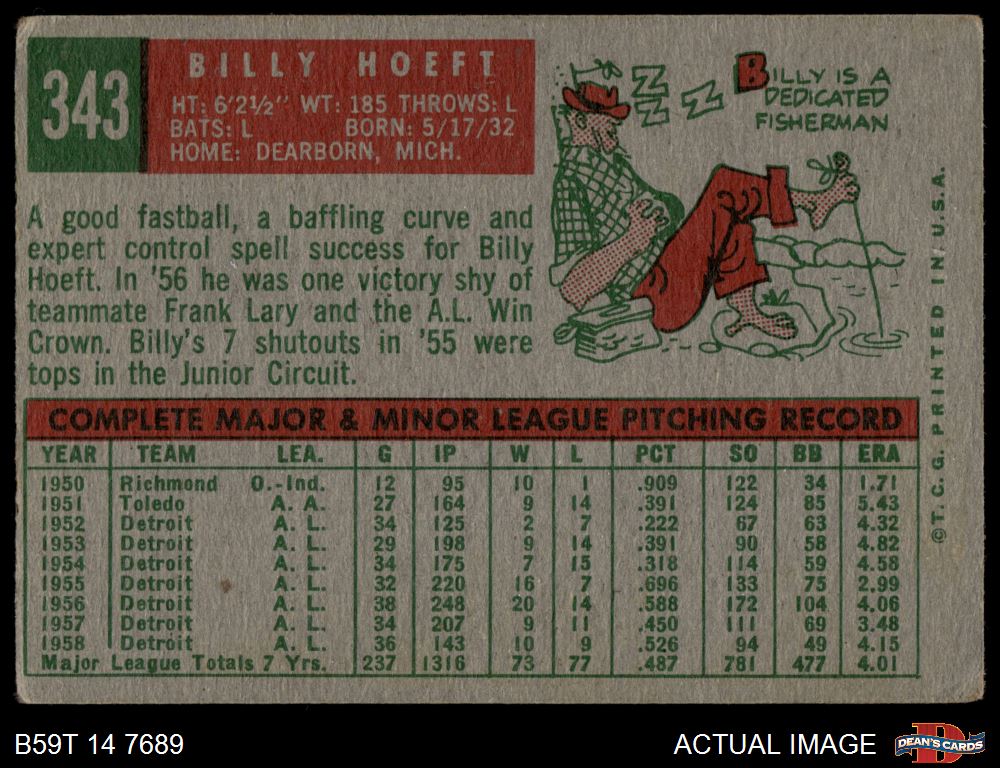 343
BILLY HOEFT
HT: 6'2½" WT: 185 THROWS: L
BATS: L BORN: 5/17/32
HOME: DEARBORN, MICH.
Z Z Z Z
BILLY IS A
DEDICATED
FISHERMAN
A good fastball, a baffling curve and
expert control spell success for Billy
Hoeft. In '56 he was one victory shy of
teammate Frank Lary and the A.L. Win
Crown. Billy's 7 shutouts in '55 were
tops in the Junior Circuit.
COMPLETE MAJOR & MINOR LEAGUE PITCHING RECORD
YEAR TEAM LEA. G IP W L PCT SO BB ERA
1950 Richmond O.-Ind. 12 95 10 1 .909 122 34 1.71
1951 Toledo A. A. 27 164 9 14 .391 124 85 5.43
1952 Detroit A. L. 34 125 2 7 .222 67 63 4.32
1953 Detroit A. L. 29 198 9 14 .391 90 58 4.82
1954 Detroit A. L. 34 175 7 15 .318 114 59 4.58
1955 Detroit A. L. 32 220 16 7 .696 133 75 2.99
1956 Detroit A. L. 38 248 20 14 .588 172 104 4.06
1957 Detroit A. L. 34 207 9 11 .450 111 69 3.48
1958 Detroit A. L. 36 143 10 9 .526 94 49 4.15
Major League Totals 7 Yrs. 237 1316 73 77 .487 781 477 4.01
©T. C. G. PRINTED IN U.S.A.
B59T 14 7689
ACTUAL IMAGE
D
DEAN'S CARDS